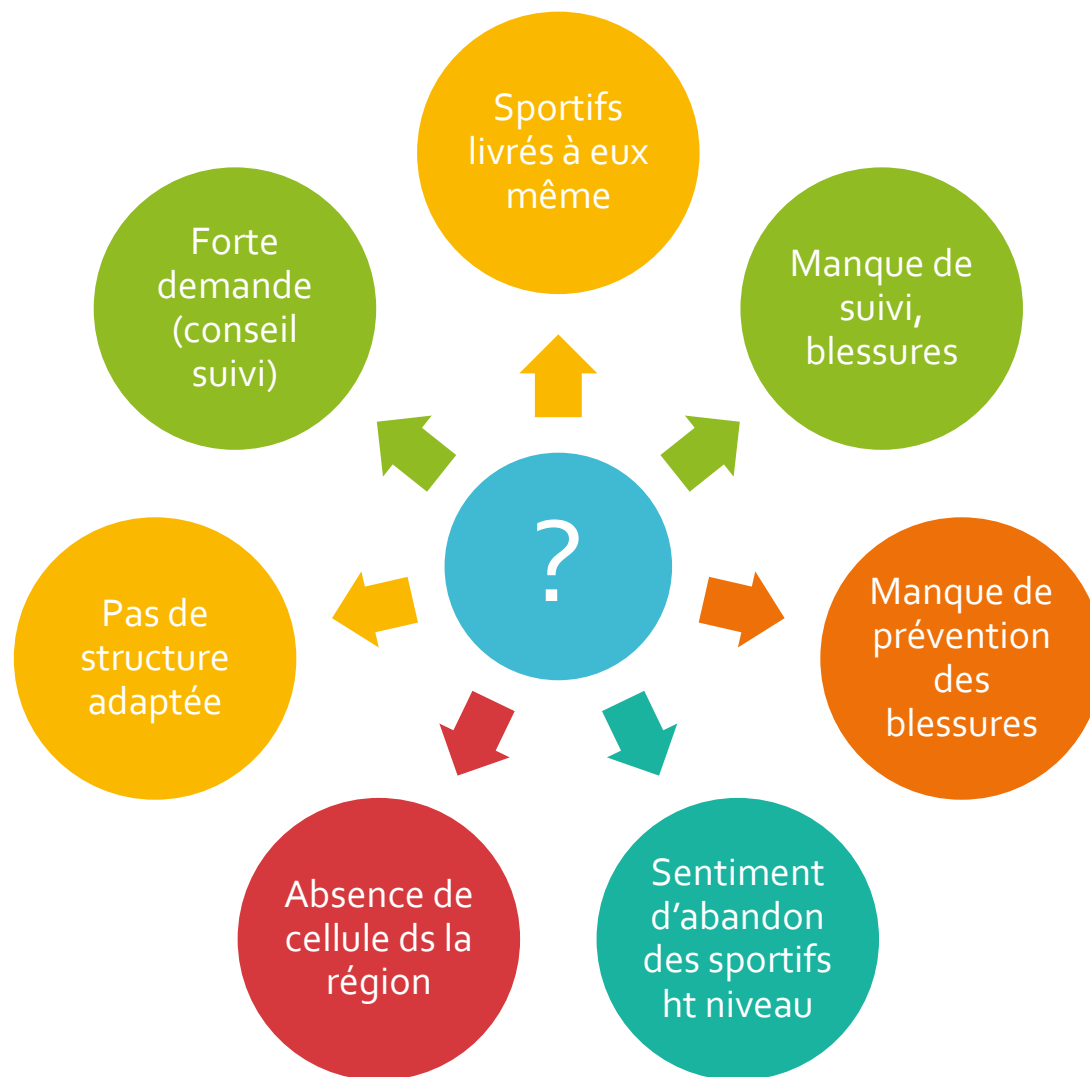 Sportifs
livrés à eux
même
Manque de
suivi,
blessures
Manque de
prévention
des
blessures
Sentiment
d’abandon
des sportifs
ht niveau
Absence de
cellule ds la
région
Pas de
structure
adaptée
Forte
demande
(conseil
suivi)
?